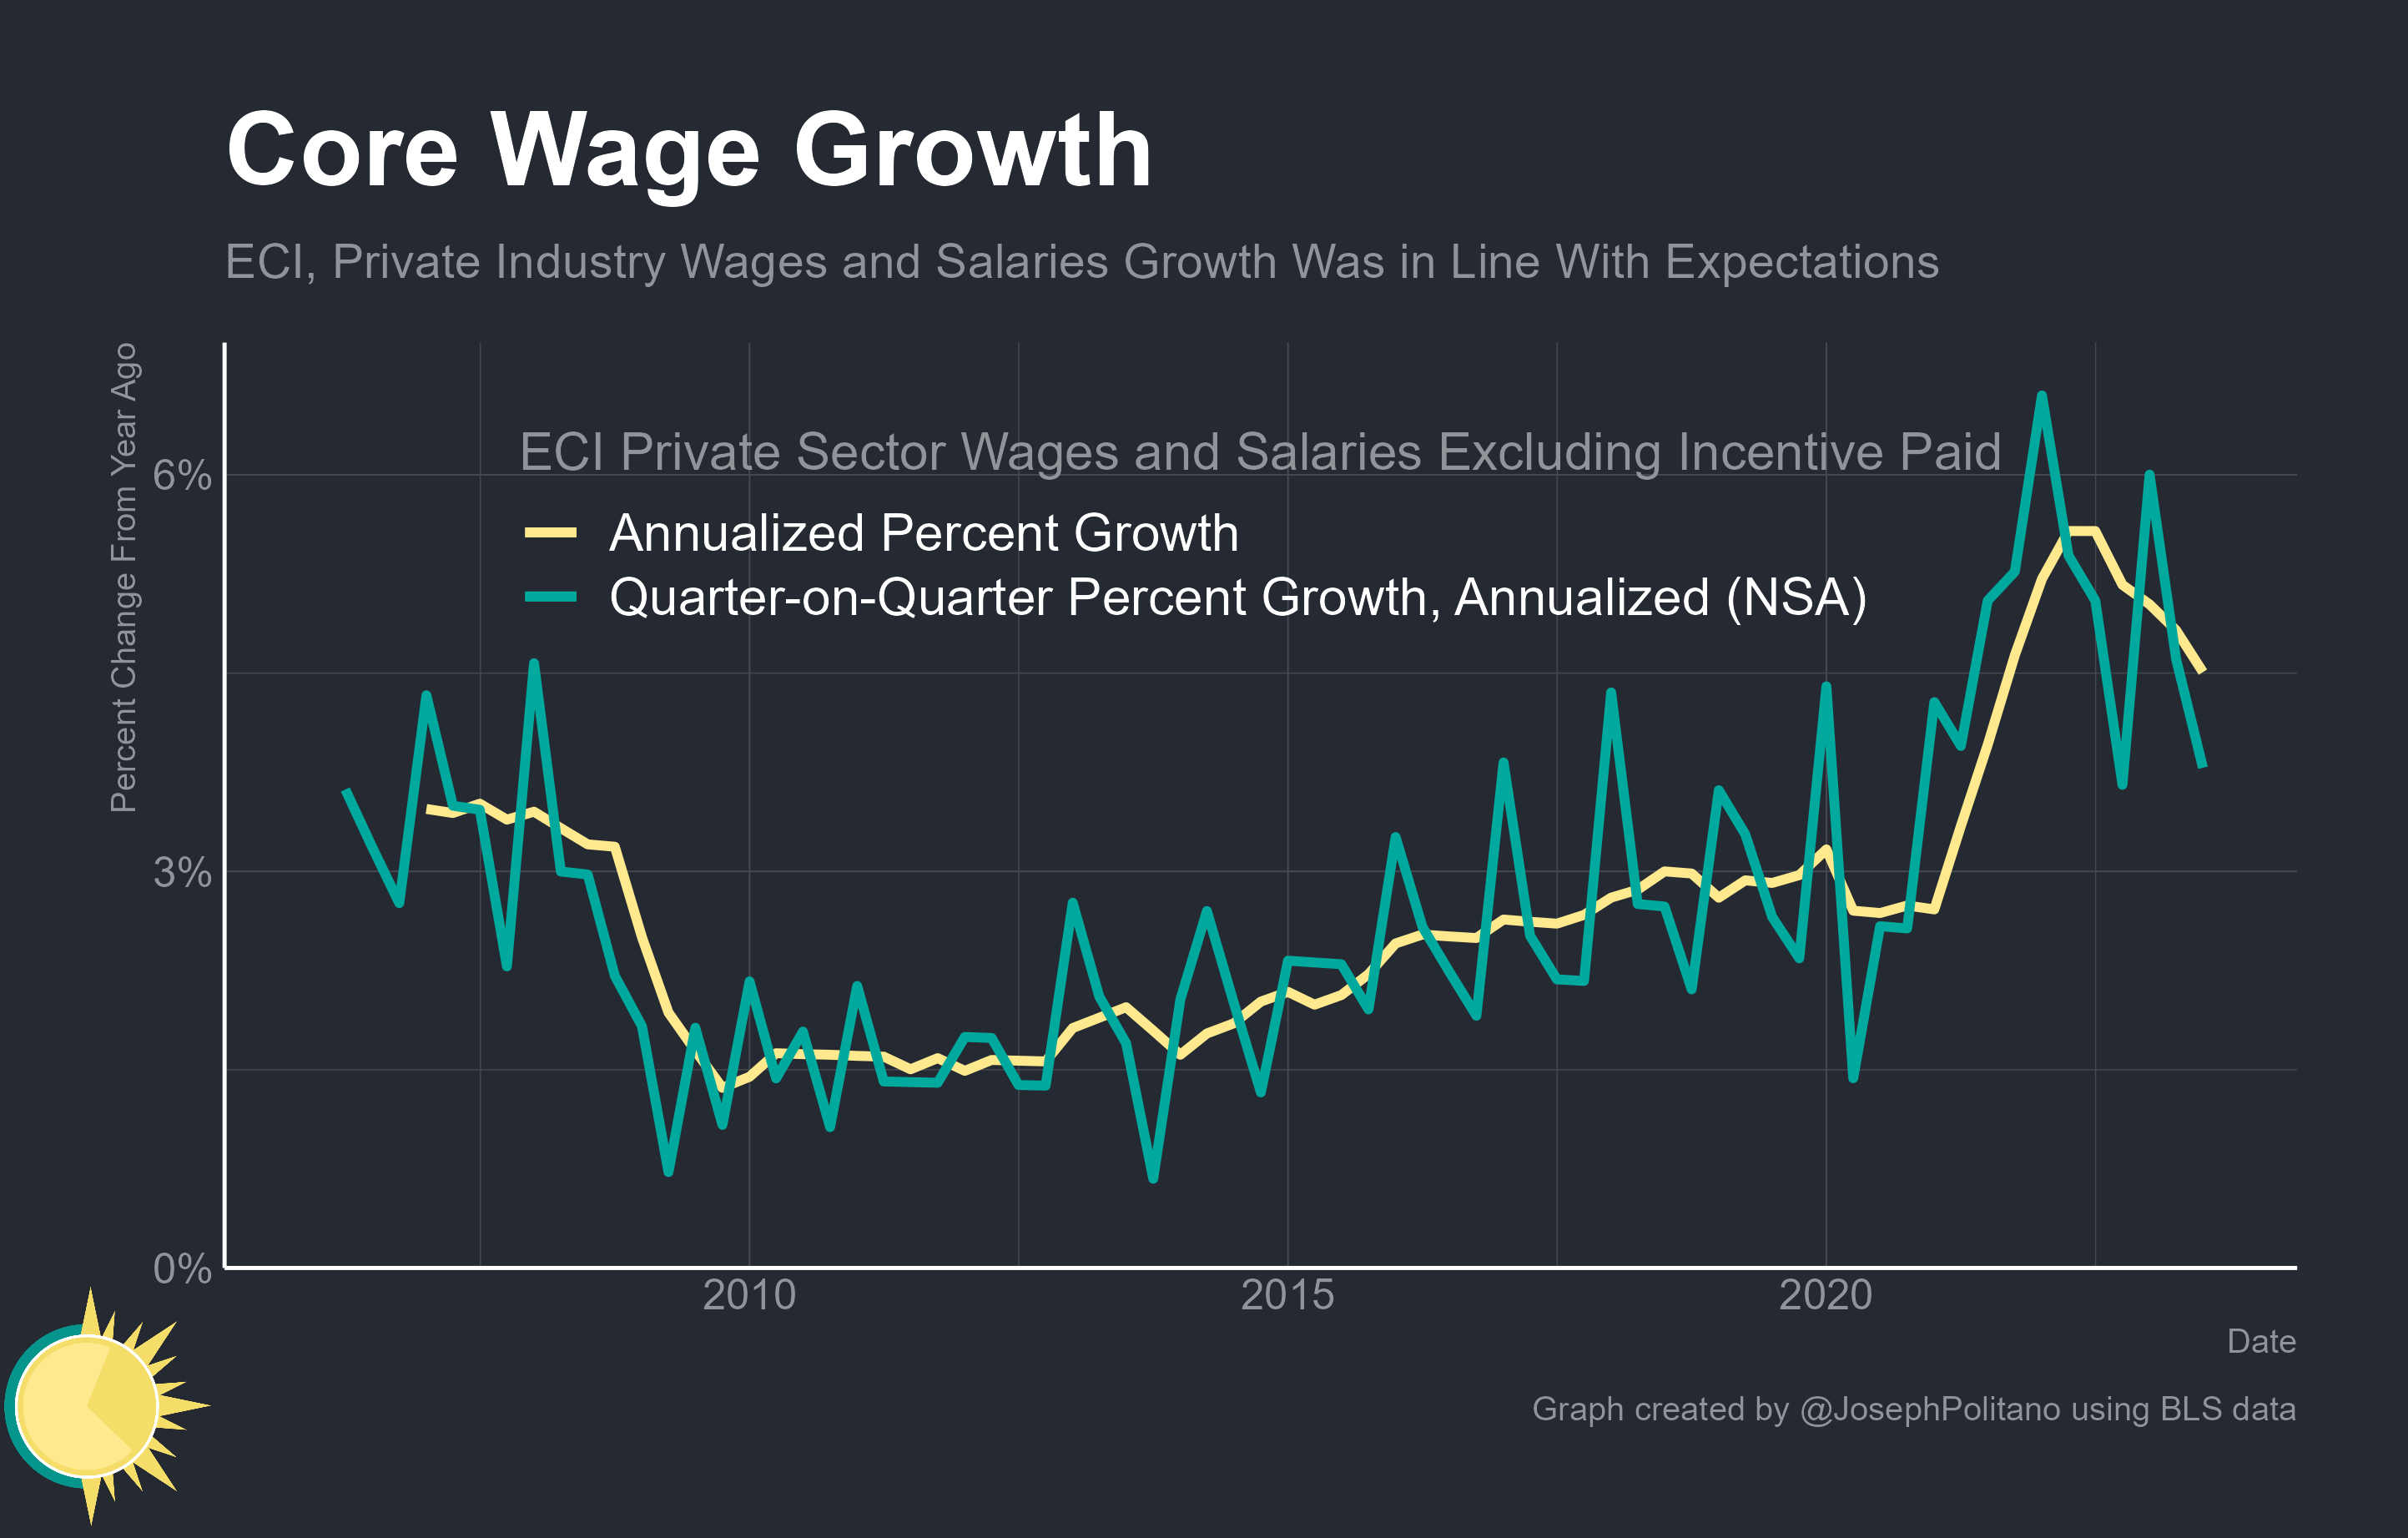 Core Wage Growth
ECI, Private Industry Wages and Salaries Growth Was in Line With Expectations
Percent Change From Year Ago
6%
3%
0%
ECI Private Sector Wages and Salaries Excluding Incentive Paid
Annualized Percent Growth
Quarter-on-Quarter Percent Growth, Annualized (NSA)
2010
2015
2020
Date
Graph created by @JosephPolitano using BLS data